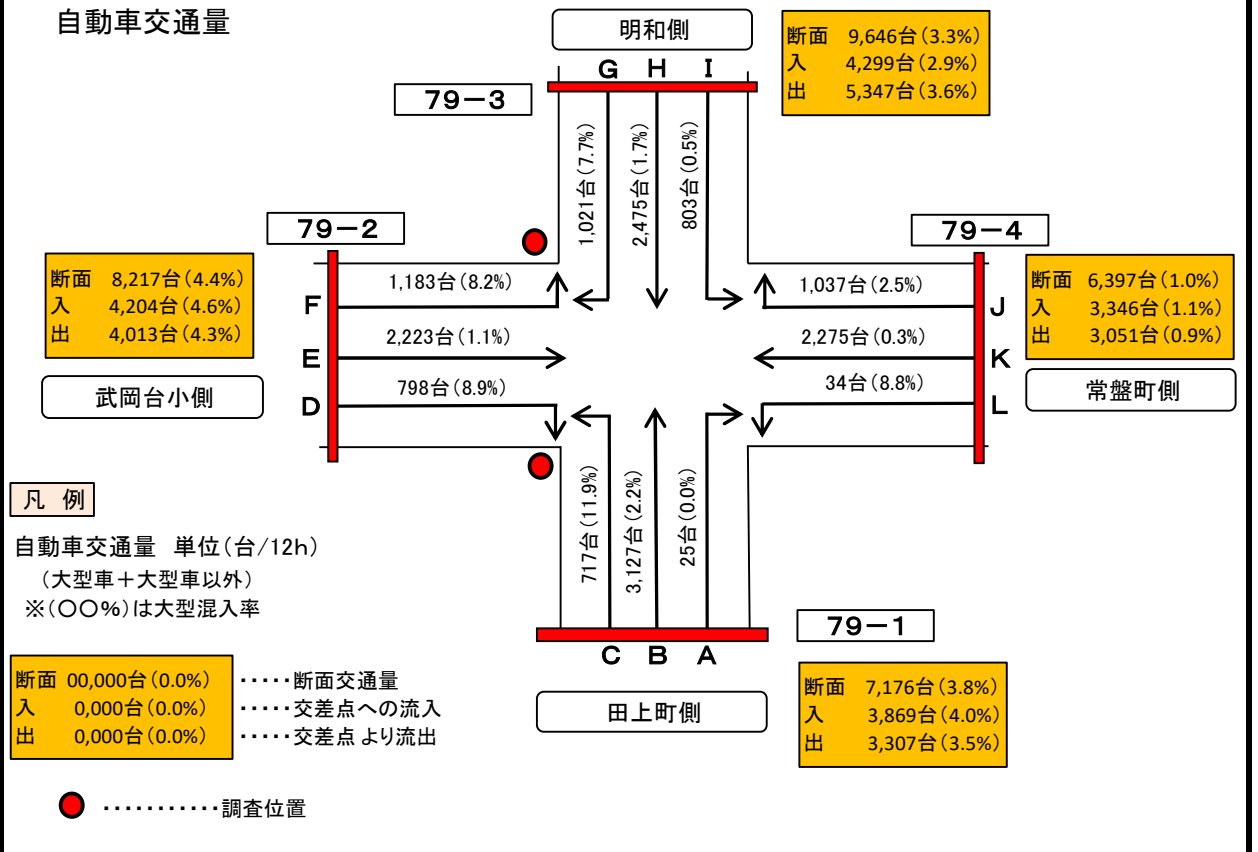 自動車交通量
明和側
断面 9,646台(3.3%)
入 4,299台(2.9%)
出 5,347台(3.6%)
G H I
79－3
1,021台(7.7%)
2,475台(1.7%)
803台(0.5%)
79－2
79－4
断面 8,217台(4.4%)
入 4,204台(4.6%)
出 4,013台(4.3%)
武岡台小側
F
1,183台(8.2%)
E
2,223台(1.1%)
D
798台(8.9%)
1,037台(2.5%)
J
2,275台(0.3%)
K
34台(8.8%)
L
断面 6,397台(1.0%)
入 3,346台(1.1%)
出 3,051台(0.9%)
常盤町側
717台(11.9%)
3,127台(2.2%)
25台(0.0%)
C B A
79－1
田上町側
断面 7,176台(3.8%)
入 3,869台(4.0%)
出 3,307台(3.5%)
凡 例
自動車交通量 単位(台/12h)
(大型車＋大型車以外)
※(○○%)は大型混入率
断面 00,000台(0.0%) ・・・・・断面交通量
入 0,000台(0.0%) ・・・・・交差点への流入
出 0,000台(0.0%) ・・・・・交差点より流出
・・・・・・・・・・・調査位置